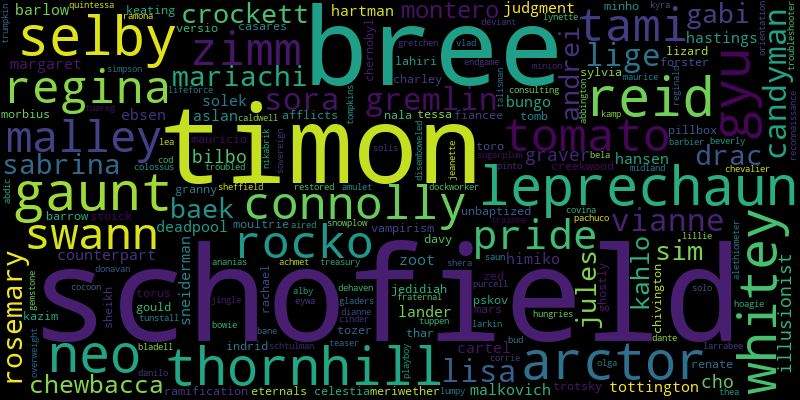 barlow quintessa keating crockett hartman montero judgment minho kyra lynette
trumpkin ramona versio casares deviant gabi troubleshooter orientation
selby zimm bree tami hastings
margaret mariachi chernobyl gretchen vlad endgame lahiri charley minion lige forster lizard
regina simpson solek sora gremlin talisman consulting andrei sylvia maurice reginald reid gyu candyman
morbius tuareg lifeforce ebsen aslan caldwell afflicts tompkins nala tessa fiancee bungo tomb abbington kamp pillbox barbier beverly reconnaissance
malley lea mauricio timon solis disemboweled toro tomato
sabrina cod colossus bilbo troubled nikabrik sovereign jeanette graver bela hansen drac chevalier
abdic granny sheffield restored amulet dockworker sugarplum pinto creekwood midland
gaunt barrow stoick baek connolly leprechaun
swann deadpool moultrie aired snowplow vampirism davy unbaptized covina pachuco trainee vianne lillie
counterpart rocko ananias achmet treasury zoot shera saun himiko pride jules ghostly kahlo sim alethiometer whitey
rosemary donavan cocoon sheikh sneiderman rachael alby eywa dehaven jedidiah fraternal zed purcell pskov mars schofield chivington solo hoagie illusionist
gemstone torus gould tunstall kazim jingle bowie bane cinder dianne gladers tozer lander tuppen larkin hungries bud dante
neo bladell indrid schtulman teaser thar cartel corrie arctor larrabee renate
overweight danilo thornhill playboy lisa olga cho
chewbacca ramification eternals celestia meriwether lumpy malkovich trotsky tottington thea